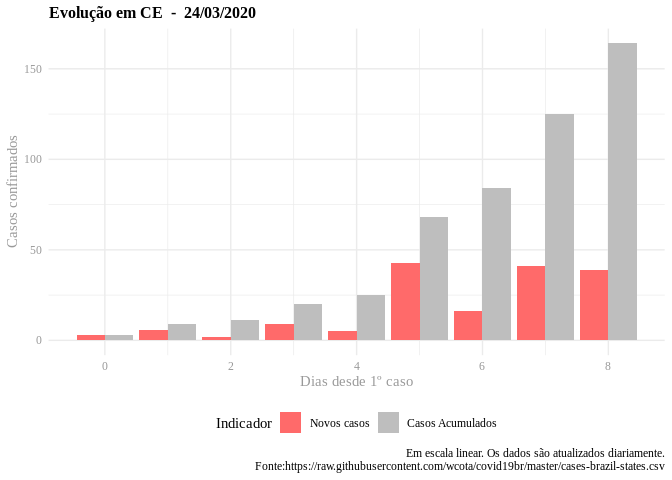 Evolução em CE  -  24/03/2020
Casos confirmados
150
100
50
0
0 2 4 6 8
Dias desde 1º caso
Indicador Novos casos Casos Acumulados
Em escala linear. Os dados são atualizados diariamente.
Fonte:https://raw.githubusercontent.com/wcota/covid19br/master/cases-brazil-states.csv